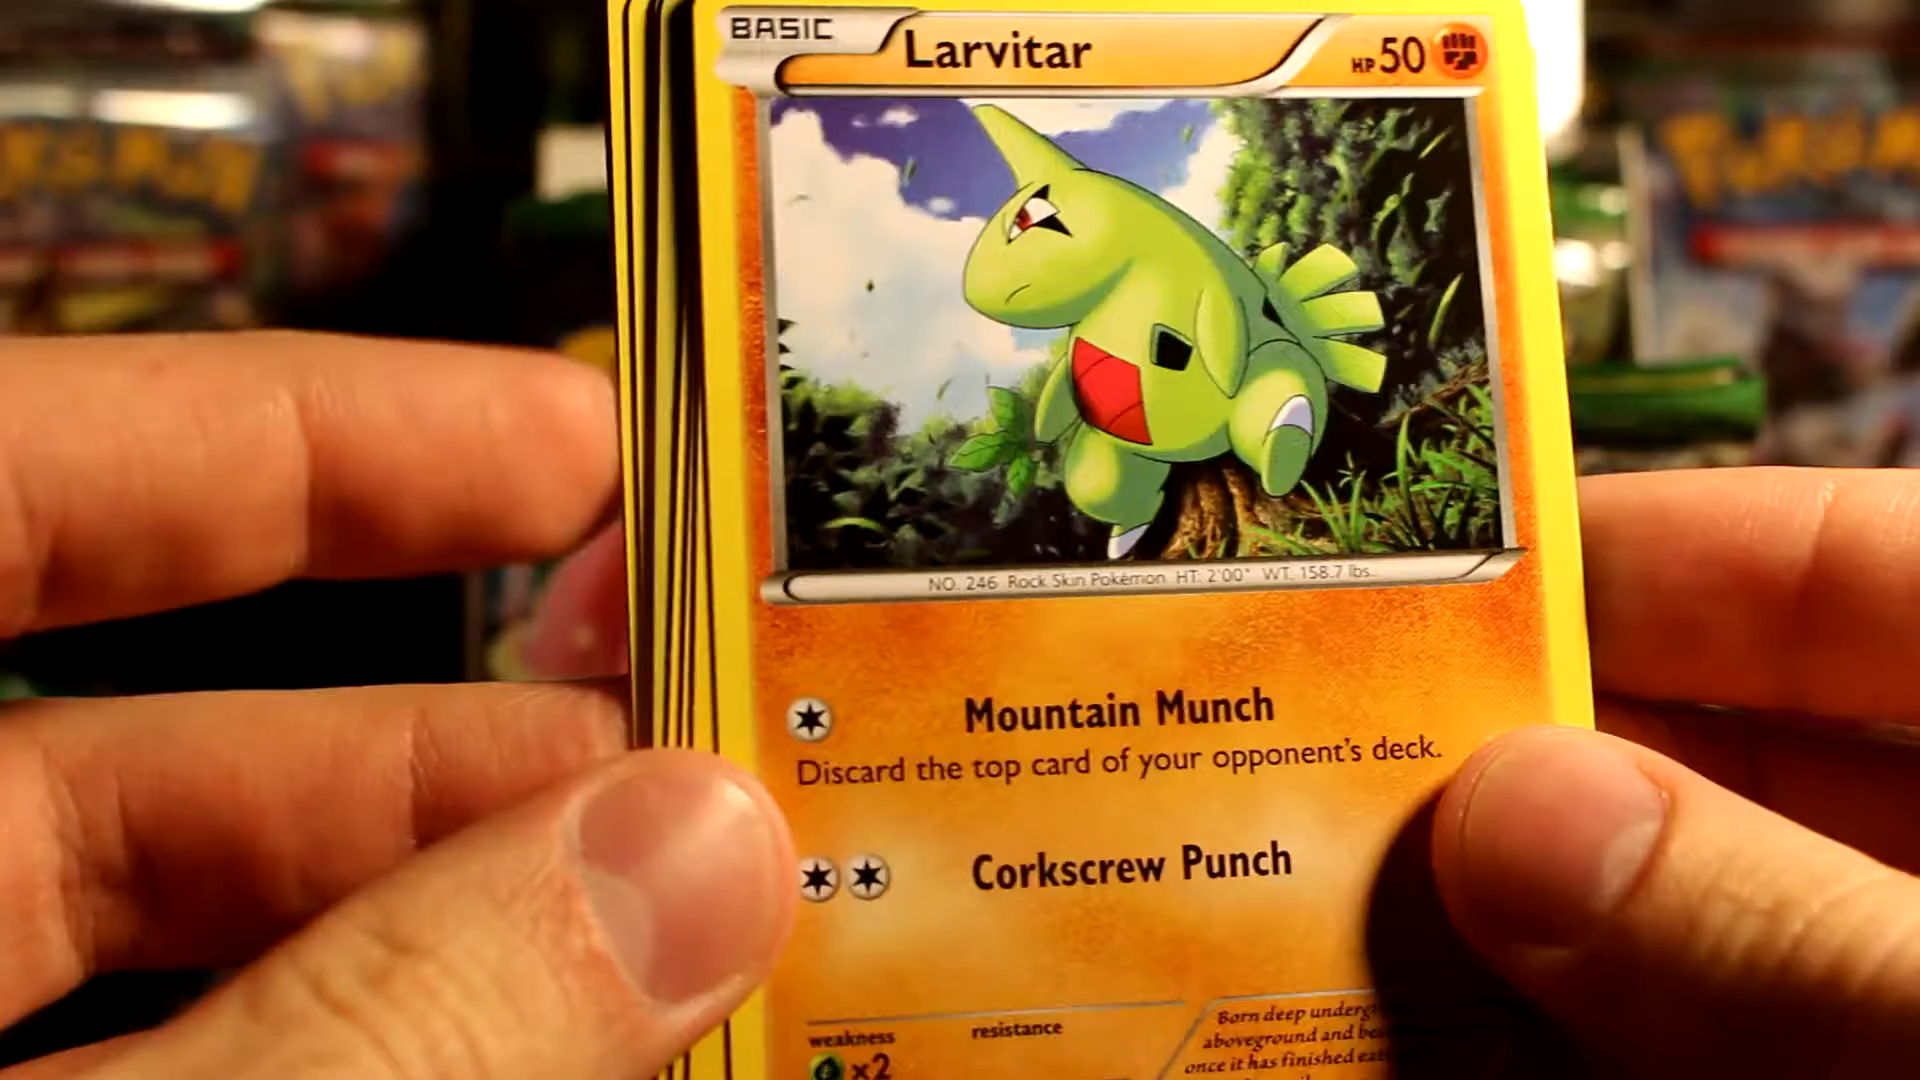 BASIC
Larvitar
HP 50
NO. 246 Rock Skin Pokémon HT: 2'00" WT: 158.7 lbs.
Mountain Munch
Discard the top card of your opponent's deck.
Corkscrew Punch
weakness
resistance
×2
Born deep underg
aboveground and be
once it has finished ea